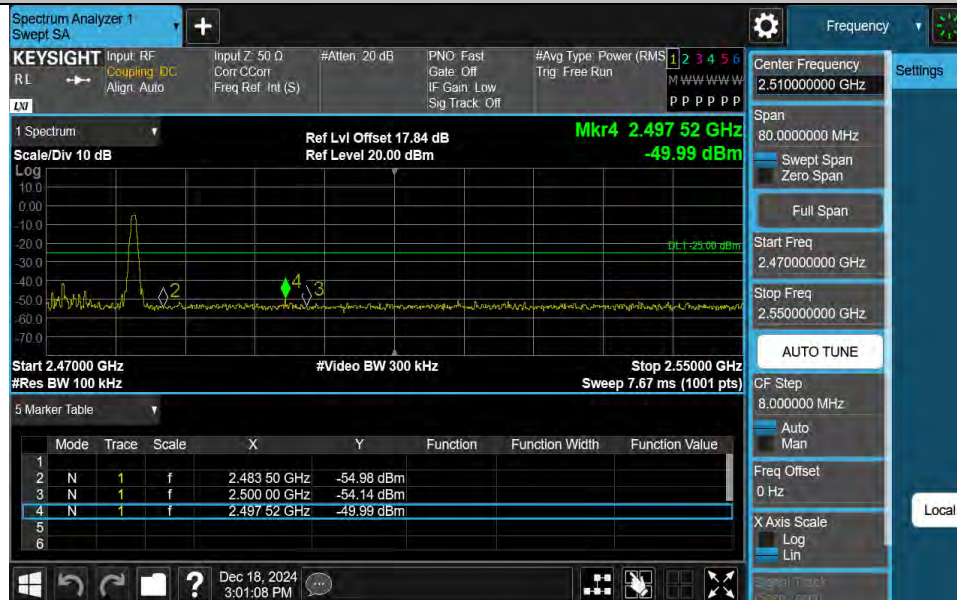 Spectrum Analyzer 1
Swept SA
Frequency
KEYSIGHT
RL
LXI
Input: RF
Coupling: DC
Align: Auto
Input Z: 50 Ω
Corr CCorr
Freq Ref: Int (S)
#Atten: 20 dB
PNO: Fast
Gate: Off
IF Gain: Low
Sig Track: Off
#Avg Type: Power (RMS
Trig: Free Run
1 2 3 4 5 6
M W W W W W
P P P P P P
1 Spectrum
Scale/Div 10 dB
Ref Lvl Offset 17.84 dB
Ref Level 20.00 dBm
Mkr4 2.497 52 GHz
-49.99 dBm
Log
10.0
0.00
-10.0
-20.0
DL1 -25.00 dBm
-30.0
-40.0
-50.0
2
4
3
-60.0
-70.0
Start 2.47000 GHz
#Video BW 300 kHz
Stop 2.55000 GHz
#Res BW 100 kHz
Sweep 7.67 ms (1001 pts)
5 Marker Table
Mode Trace Scale X Y Function Function Width Function Value
1
2 N 1 f 2.483 50 GHz -54.98 dBm
3 N 1 f 2.500 00 GHz -54.14 dBm
4 N 1 f 2.497 52 GHz -49.99 dBm
5
6
Dec 18, 2024
3:01:08 PM
?
Center Frequency
2.510000000 GHz
Settings
Span
80.0000000 MHz
Swept Span
Zero Span
Full Span
Start Freq
2.470000000 GHz
Stop Freq
2.550000000 GHz
AUTO TUNE
CF Step
8.000000 MHz
Auto
Man
Freq Offset
0 Hz
Local
X Axis Scale
Log
Lin
Signal Track